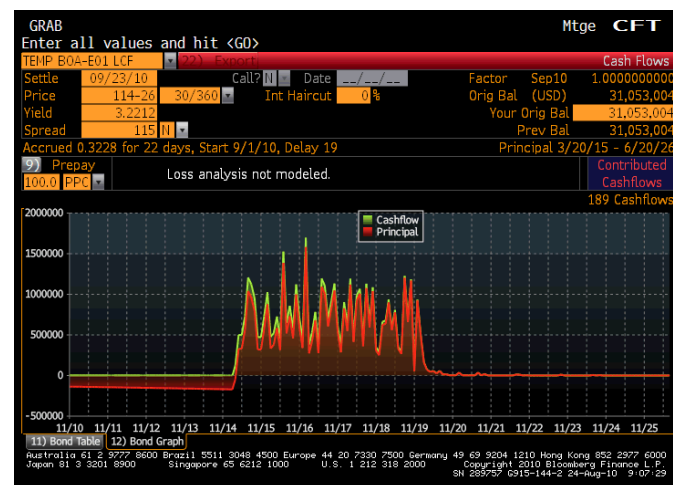 GRAB Mtge CFT
Enter all values and hit <GO>
TEMP BOA-E01 LCF 22) Export Cash Flows
Settle 09/23/10 Call? N Date __/__/__ Factor Sep10 1.0000000000
Price 114-26 30/360 Int Haircut 0 % Orig Bal (USD) 31,053,004
Yield 3.2212 Your Orig Bal 31,053,004
Spread 115 N Prev Bal 31,053,004
Accrued 0.3228 for 22 days, Start 9/1/10, Delay 19 Principal 3/20/15 - 6/20/26
9) Prepay Loss analysis not modeled. Contributed
100.0 PPC Cashflows
189 Cashflows
2000000
Cashflow
Principal
1500000
1000000
500000
0
-500000
11/10 11/11 11/12 11/13 11/14 11/15 11/16 11/17 11/18 11/19 11/20 11/21 11/22 11/23 11/24 11/25
11) Bond Table 12) Bond Graph
Australia 61 2 9777 8600 Brazil 5511 3048 4500 Europe 44 20 7330 7500 Germany 49 69 9204 1210 Hong Kong 852 2977 6000
Japan 81 3 3201 8900 Singapore 65 6212 1000 U.S. 1 212 318 2000 Copyright 2010 Bloomberg Finance L.P.
SN 289757 G915-144-2 24-Aug-10 9:07:29